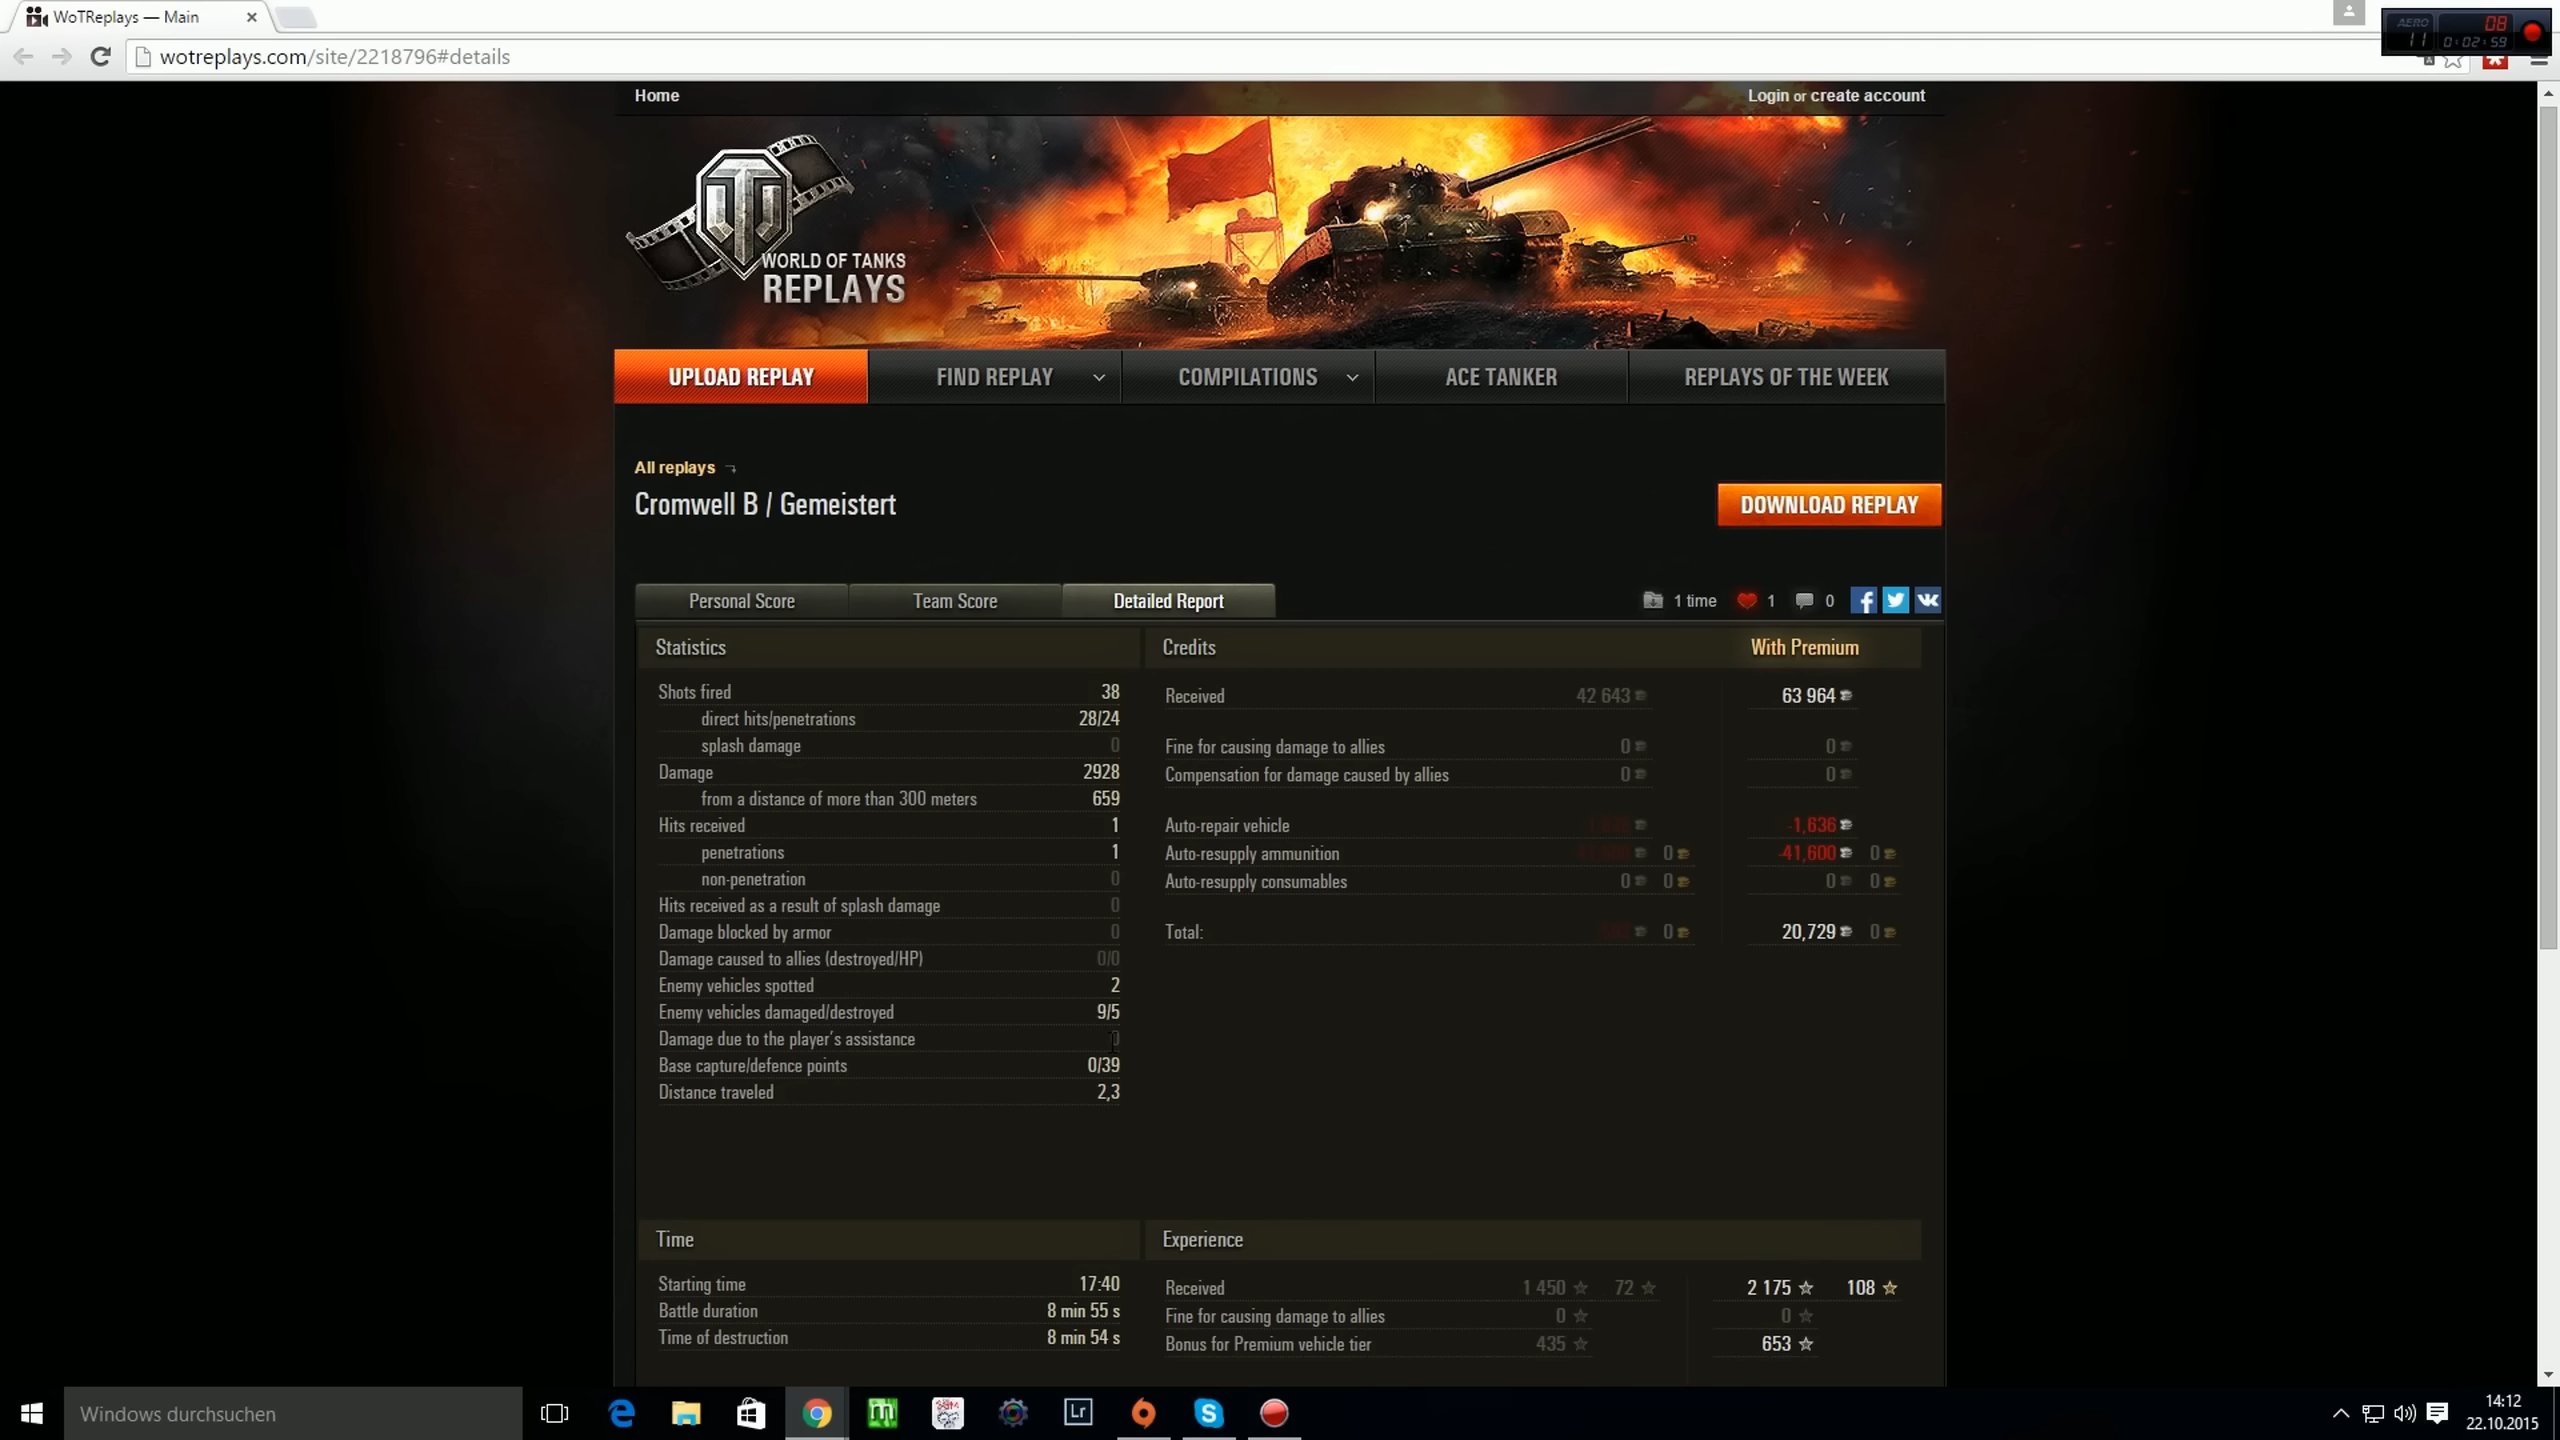 WoTReplays — Main
AERO 08
11 0:02:59
wotreplays.com/site/2218796#details
Home
Login or create account
WORLD OF TANKS
REPLAYS
UPLOAD REPLAY
FIND REPLAY
COMPILATIONS
ACE TANKER
REPLAYS OF THE WEEK
All replays
Cromwell B / Gemeistert
DOWNLOAD REPLAY
Personal Score
Team Score
Detailed Report
1 time
1
0
Statistics
Shots fired 38
direct hits/penetrations 28/24
splash damage 0
Damage 2928
from a distance of more than 300 meters 659
Hits received 1
penetrations 1
non-penetration 0
Hits received as a result of splash damage 0
Damage blocked by armor 0
Damage caused to allies (destroyed/HP) 0/0
Enemy vehicles spotted 2
Enemy vehicles damaged/destroyed 9/5
Damage due to the player's assistance 0
Base capture/defence points 0/39
Distance traveled 2,3
Credits With Premium
Received 42 643 63 964
Fine for causing damage to allies 0 0
Compensation for damage caused by allies 0 0
Auto-repair vehicle -1,636
Auto-resupply ammunition 0 -41,600 0
Auto-resupply consumables 0 0 0 0
Total: 0 20,729 0
Time
Starting time 17:40
Battle duration 8 min 55 s
Time of destruction 8 min 54 s
Experience
Received 1 450 72 2 175 108
Fine for causing damage to allies 0 0
Bonus for Premium vehicle tier 435 653
Windows durchsuchen
Lr
14:12
22.10.2015